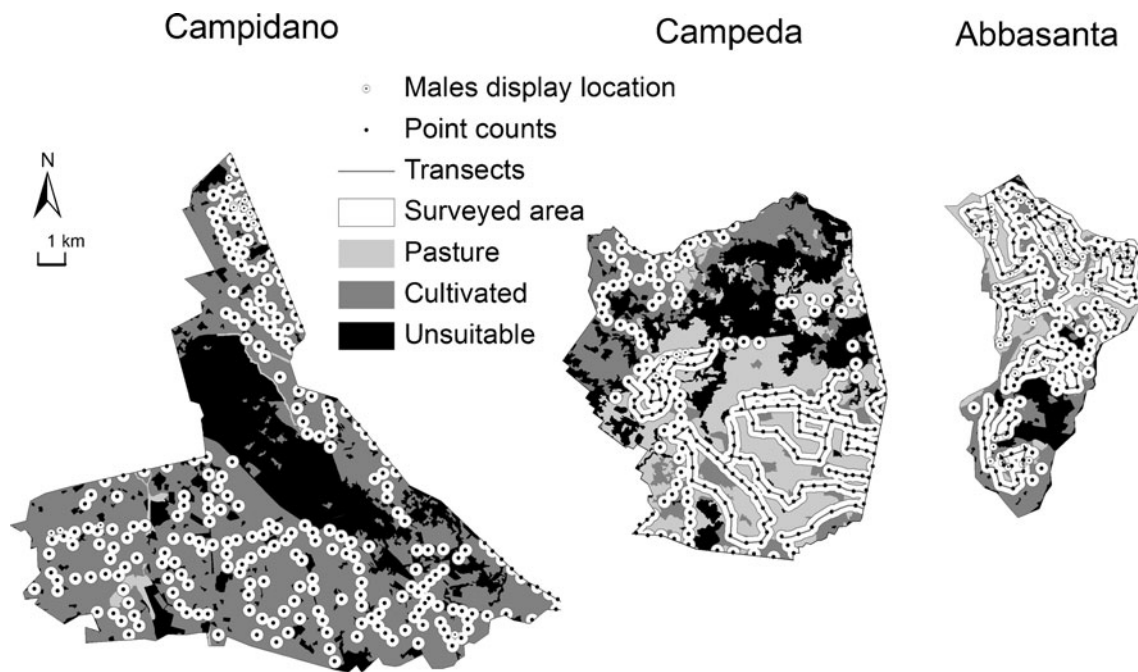 Campidano
Campeda
Abbasanta
Males display location
Point counts
Transects
Surveyed area
Pasture
Cultivated
Unsuitable
N
1 km